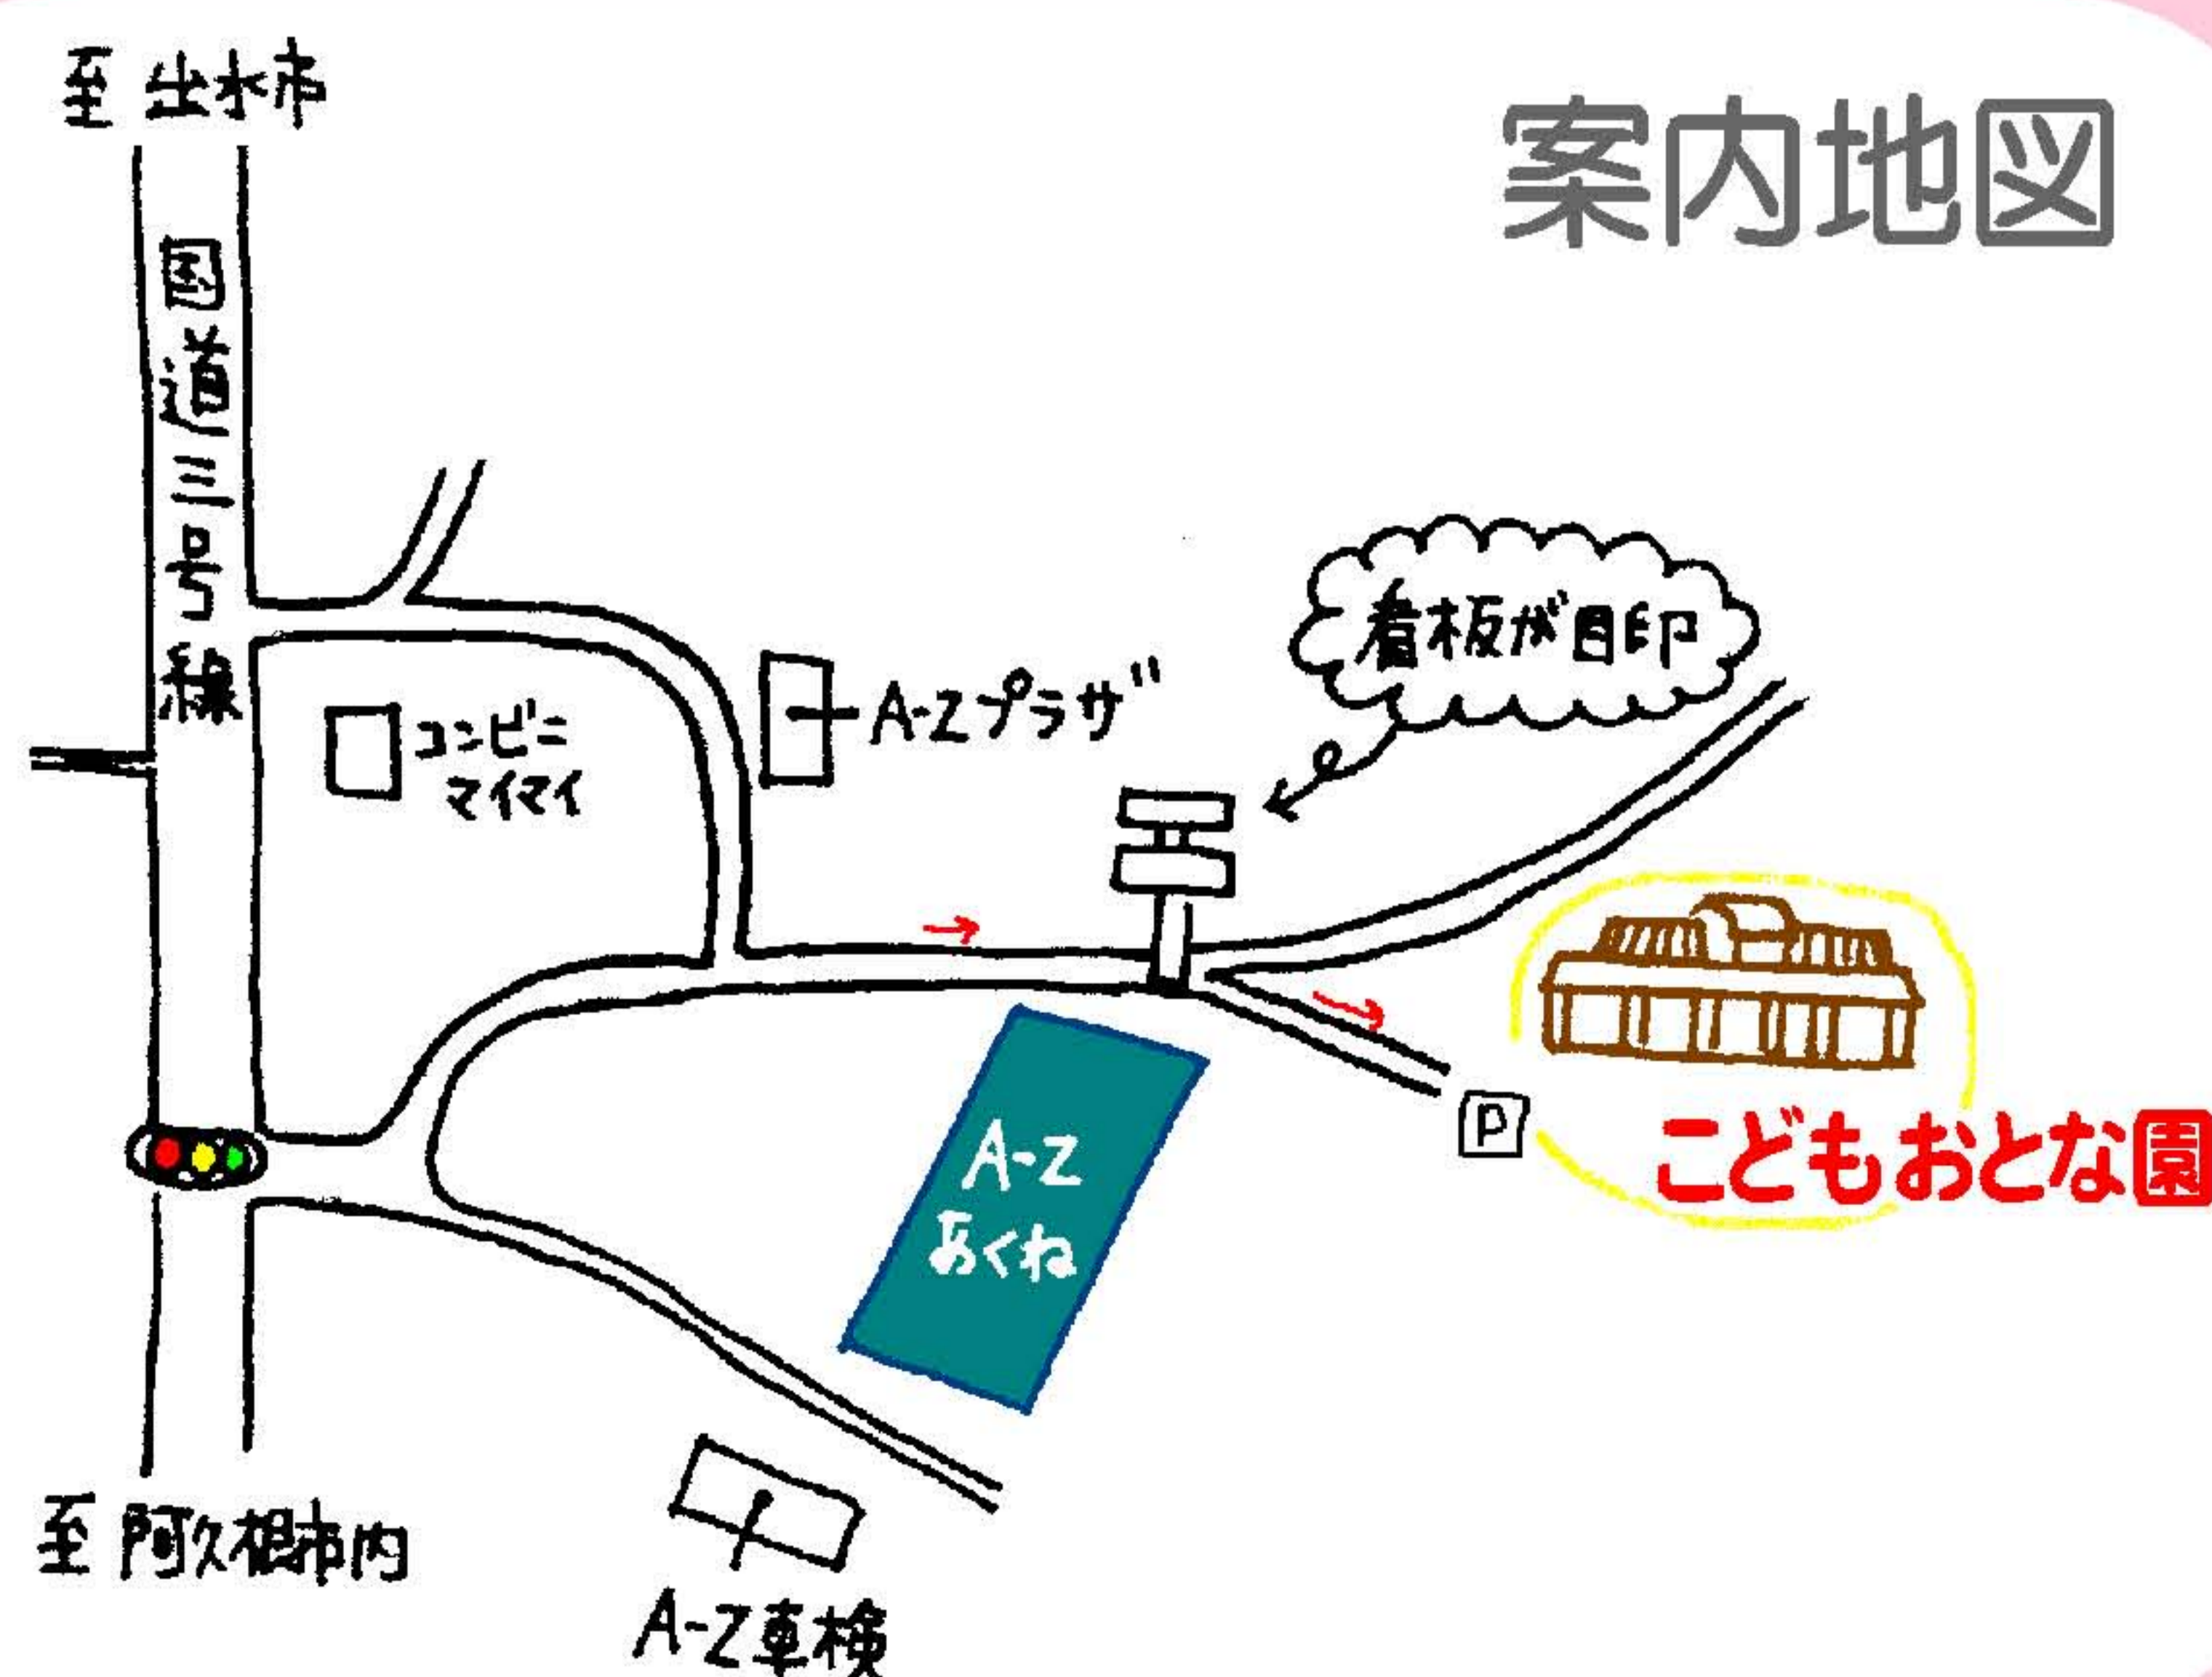 至 出水市
案内地図
国道三号線
看板が目印
A-Zプラザ
コンビニ
マイマイ
P
こどもおとな園
A-Z
あくね
至 阿久根市内
A-Z車検